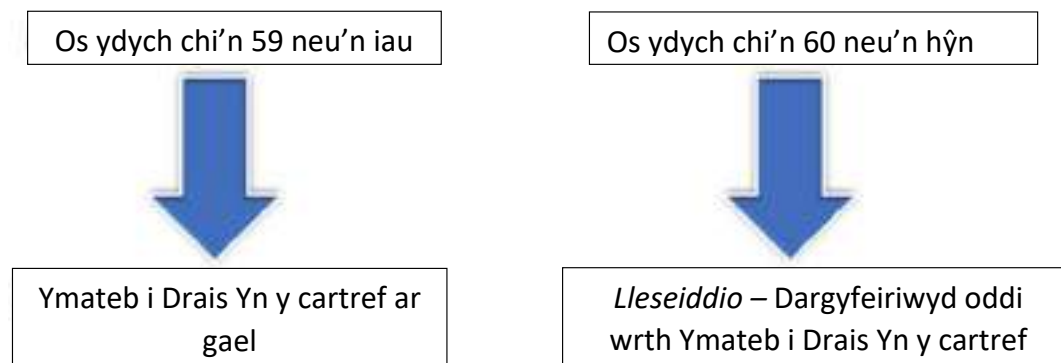 Os ydych chi’n 59 neu’n iau
Os ydych chi’n 60 neu’n hŷn
Ymateb i Drais Yn y cartref ar
gael
Lleseiddio – Dargyfeiriwyd oddi
wrth Ymateb i Drais Yn y cartref